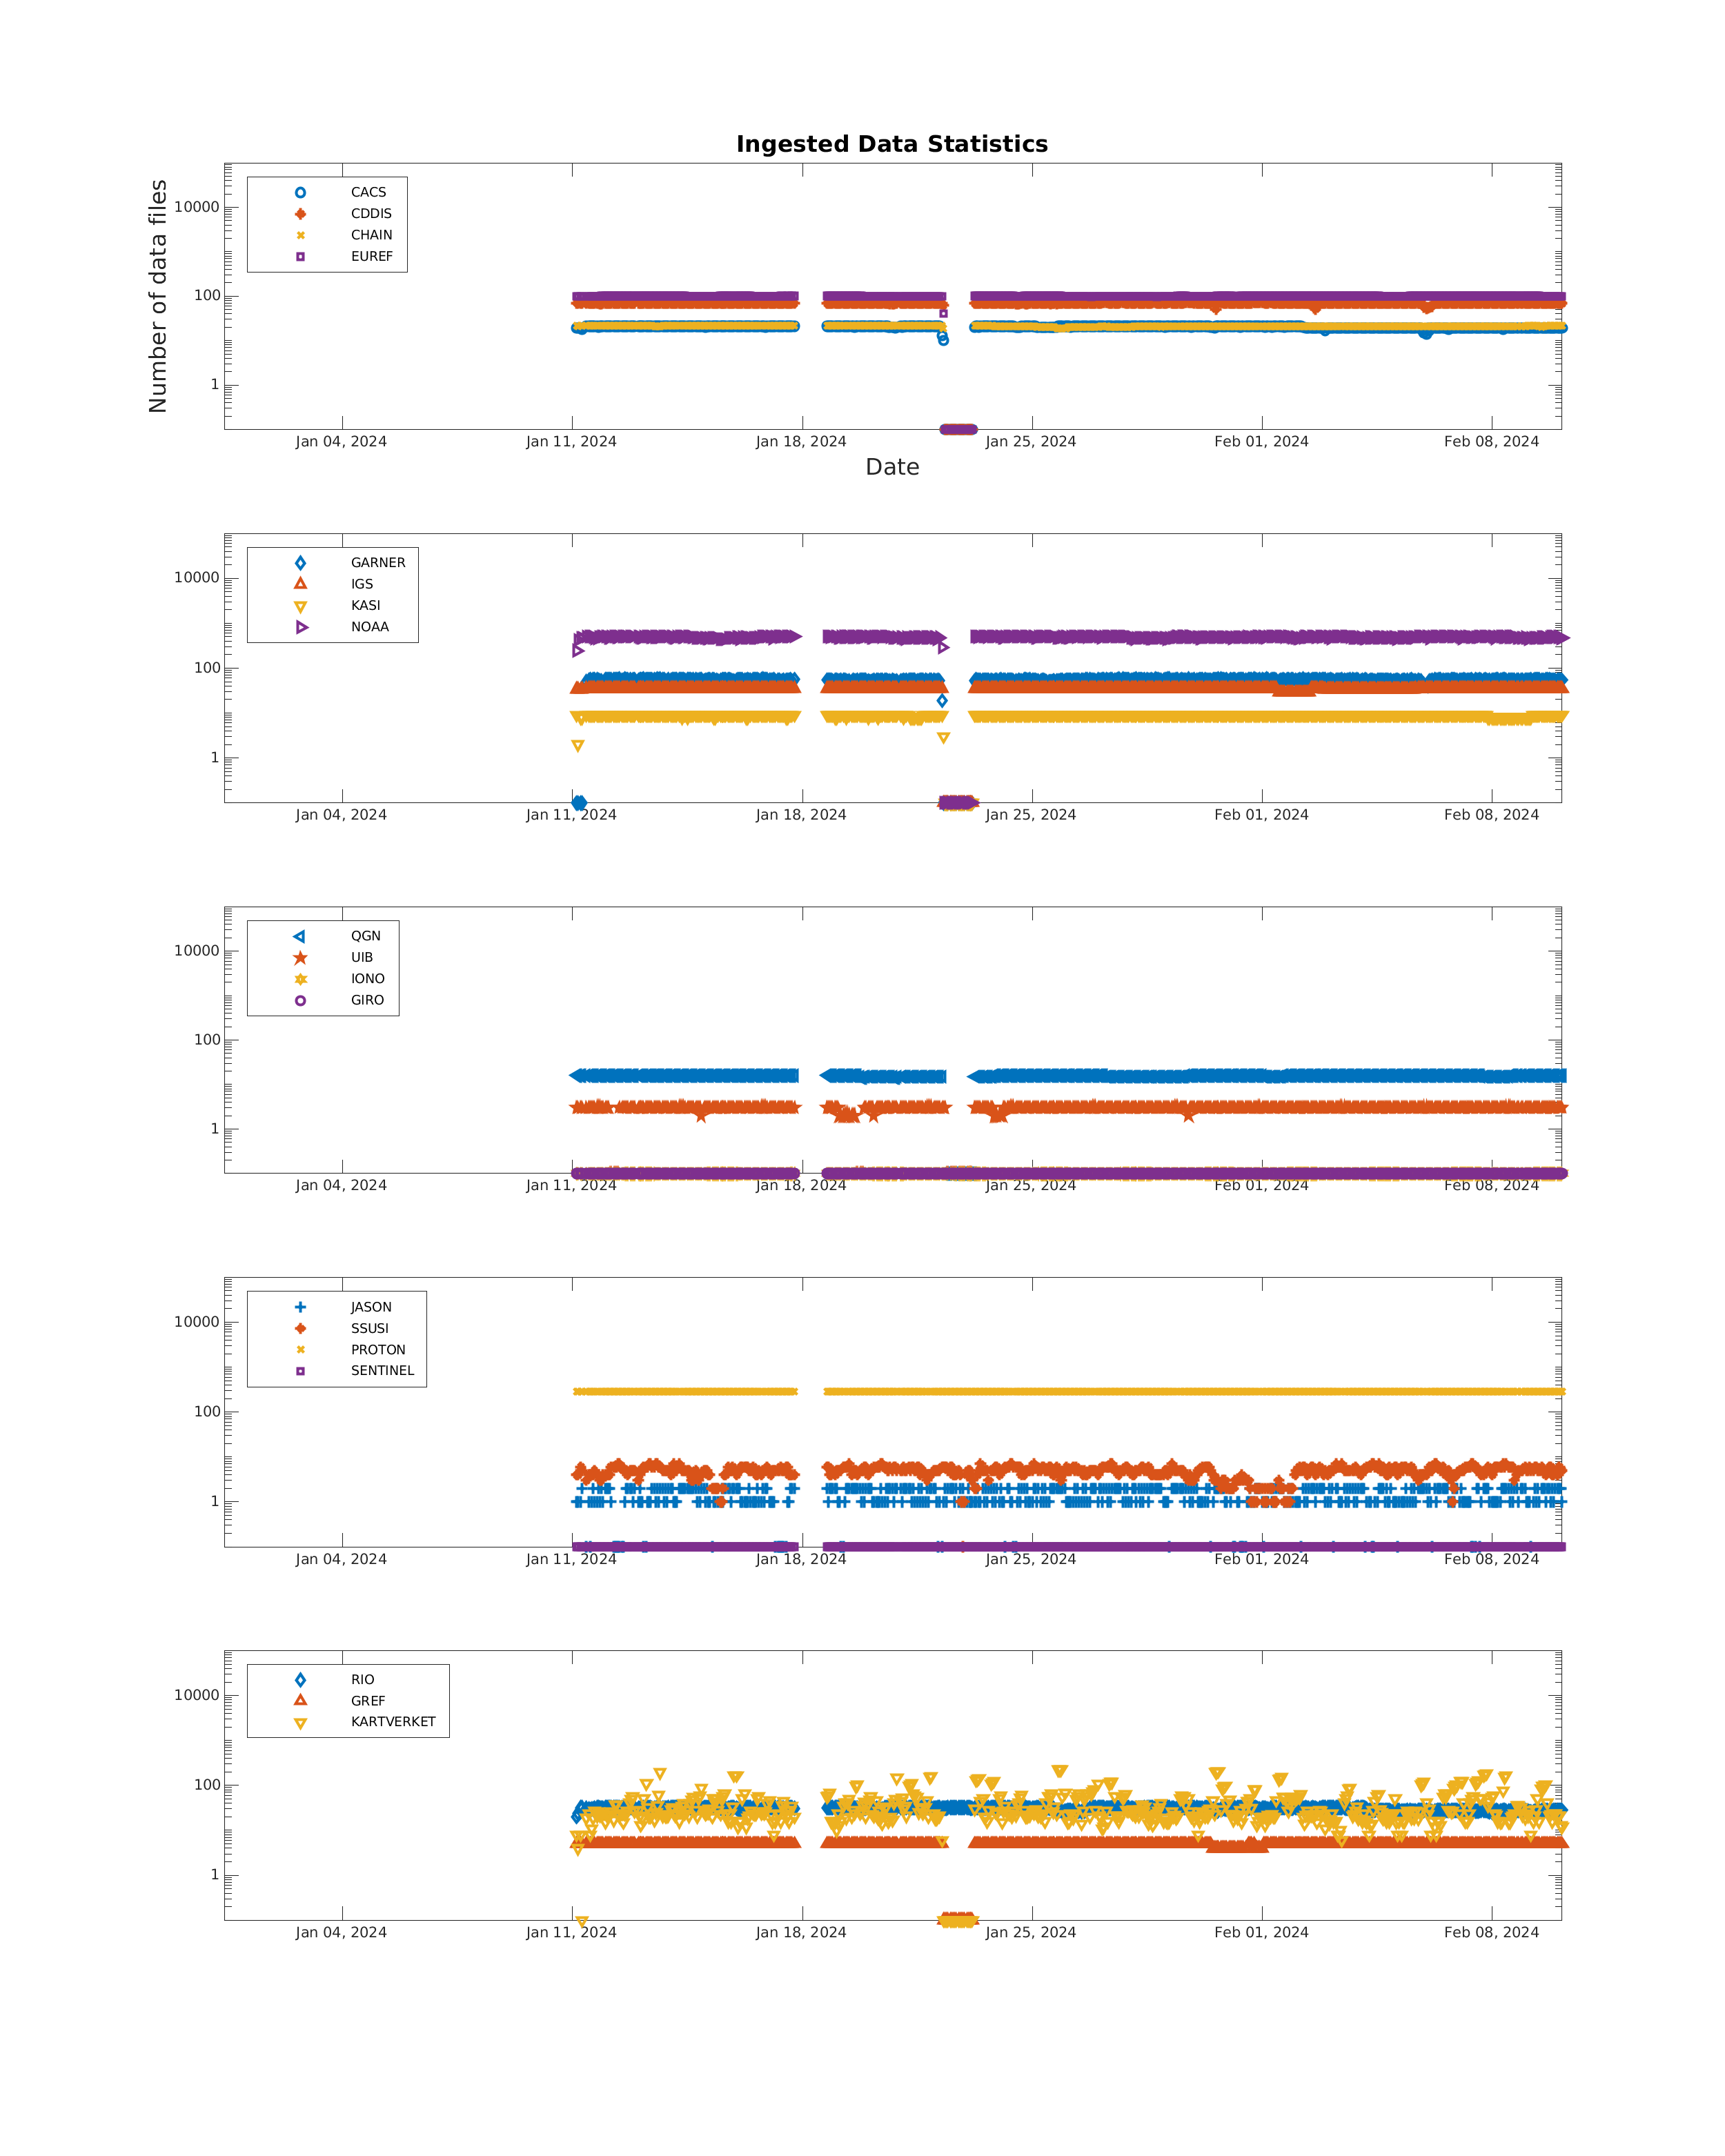 Ingested Data Statistics
Number of data files
CACS
CDDIS
CHAIN
EUREF
10000
100
1
Jan 04, 2024 Jan 11, 2024 Jan 18, 2024 Jan 25, 2024 Feb 01, 2024 Feb 08, 2024
Date
GARNER
IGS
KASI
NOAA
10000
100
1
Jan 04, 2024 Jan 11, 2024 Jan 18, 2024 Jan 25, 2024 Feb 01, 2024 Feb 08, 2024
QGN
UIB
IONO
GIRO
10000
100
1
Jan 04, 2024 Jan 11, 2024 Jan 18, 2024 Jan 25, 2024 Feb 01, 2024 Feb 08, 2024
JASON
SSUSI
PROTON
SENTINEL
10000
100
1
Jan 04, 2024 Jan 11, 2024 Jan 18, 2024 Jan 25, 2024 Feb 01, 2024 Feb 08, 2024
RIO
GREF
KARTVERKET
10000
100
1
Jan 04, 2024 Jan 11, 2024 Jan 18, 2024 Jan 25, 2024 Feb 01, 2024 Feb 08, 2024